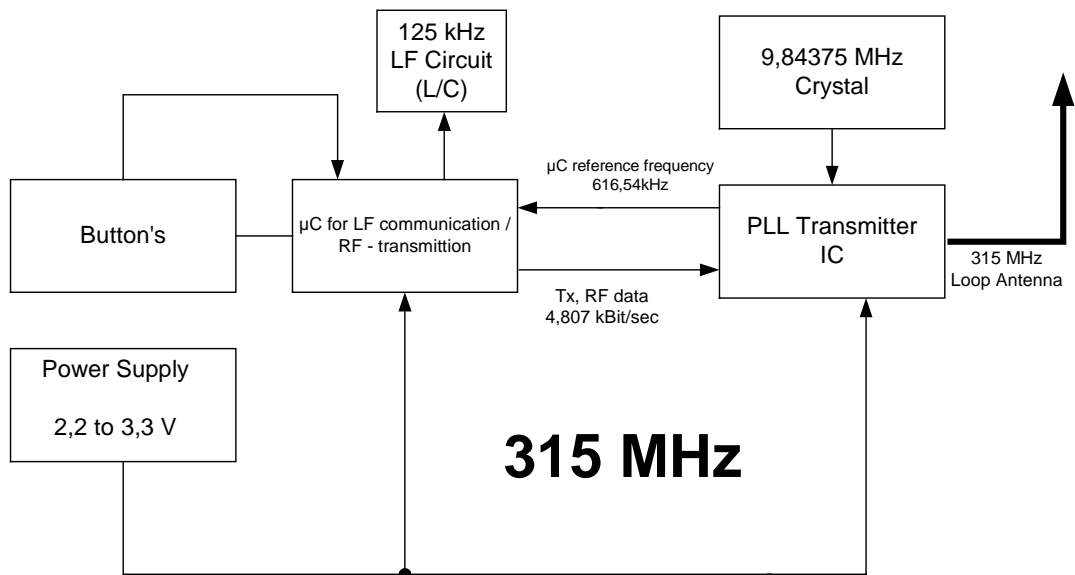 125 kHz
LF Circuit
(L/C)
9,84375 MHz
Crystal
µC reference frequency
616,54kHz
Button's
µC for LF communication /
RF - transmittion
PLL Transmitter
IC
315 MHz
Loop Antenna
Tx, RF data
4,807 kBit/sec
Power Supply
2,2 to 3,3 V
315 MHz